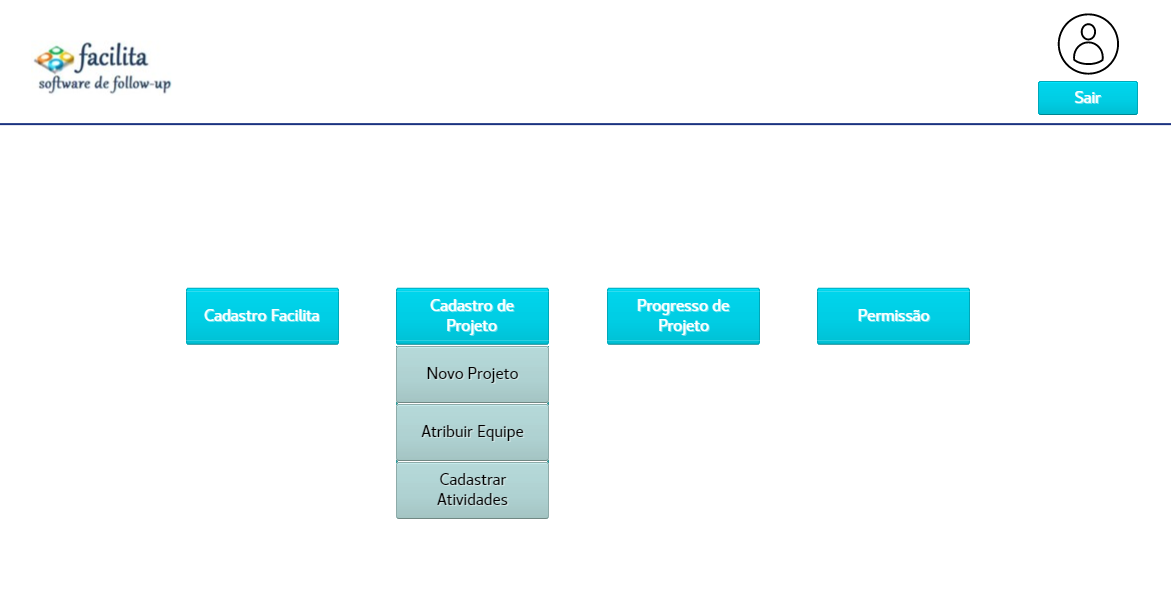 facilita
software de follow-up
Sair
Cadastro Facilita
Cadastro de
Projeto
Novo Projeto
Atribuir Equipe
Cadastrar
Atividades
Progresso de
Projeto
Permissão